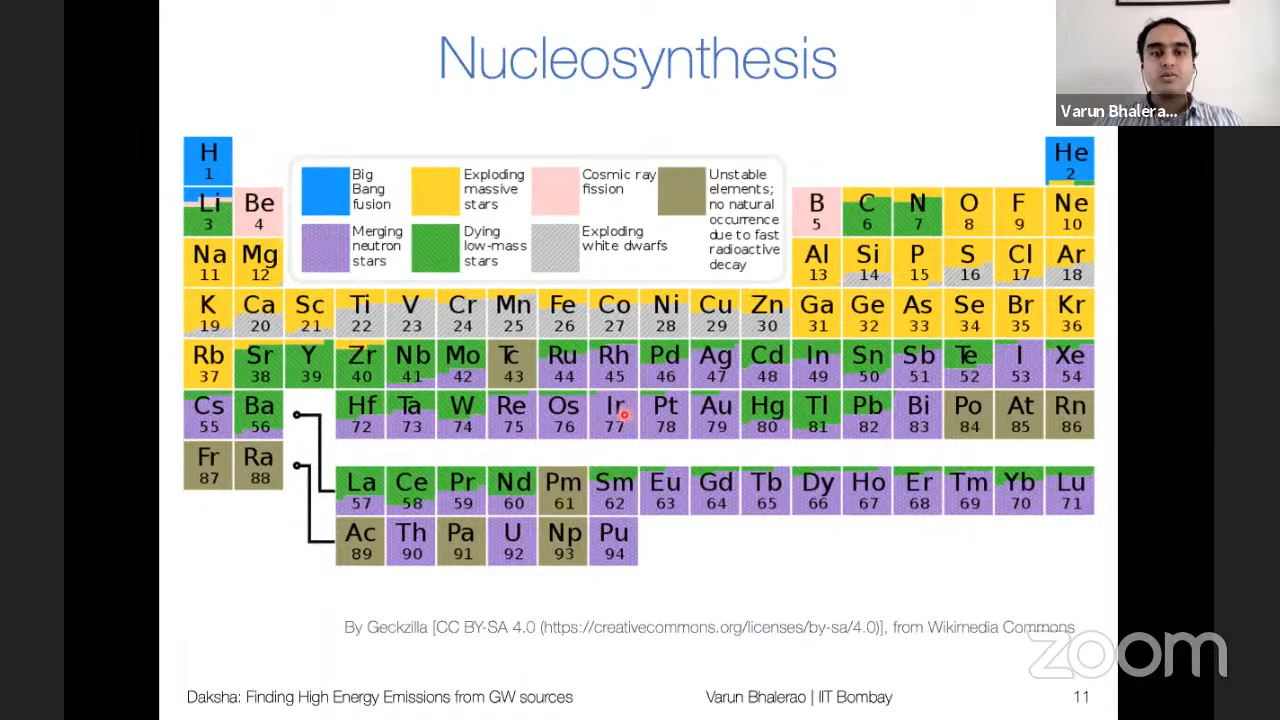 Nucleosynthesis
Varun Bhalera...
H
1
He
2
Big
Bang
fusion
Exploding
massive
stars
Cosmic ray
fission
Unstable
elements;
no natural
occurrence
due to fast
radioactive
decay
Merging
neutron
stars
Dying
low-mass
stars
Exploding
white dwarfs
Li Be B C N O F Ne
3 4 5 6 7 8 9 10
Na Mg Al Si P S Cl Ar
11 12 13 14 15 16 17 18
K Ca Sc Ti V Cr Mn Fe Co Ni Cu Zn Ga Ge As Se Br Kr
19 20 21 22 23 24 25 26 27 28 29 30 31 32 33 34 35 36
Rb Sr Y Zr Nb Mo Tc Ru Rh Pd Ag Cd In Sn Sb Te I Xe
37 38 39 40 41 42 43 44 45 46 47 48 49 50 51 52 53 54
Cs Ba Hf Ta W Re Os Ir Pt Au Hg Tl Pb Bi Po At Rn
55 56 72 73 74 75 76 77 78 79 80 81 82 83 84 85 86
Fr Ra
87 88
La Ce Pr Nd Pm Sm Eu Gd Tb Dy Ho Er Tm Yb Lu
57 58 59 60 61 62 63 64 65 66 67 68 69 70 71
Ac Th Pa U Np Pu
89 90 91 92 93 94
By Geckzilla [CC BY-SA 4.0 (https://creativecommons.org/licenses/by-sa/4.0)], from Wikimedia Commons
zoom
Daksha: Finding High Energy Emissions from GW sources Varun Bhalerao | IIT Bombay 11